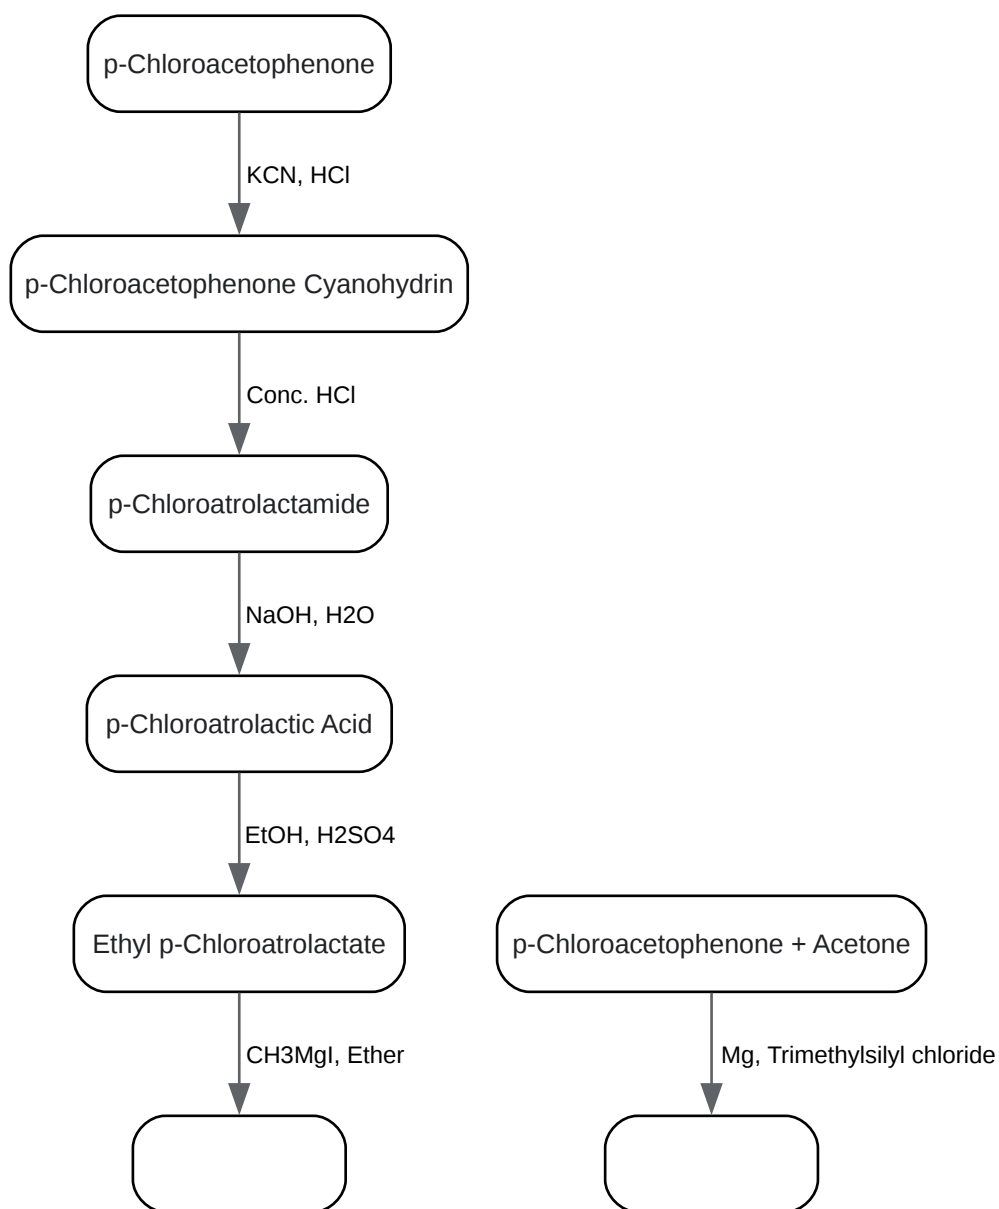 p-Chloroacetophenone
KCN, HCl
p-Chloroacetophenone Cyanohydrin
Conc. HCl
p-Chloroatrolactamide
NaOH, H2O
p-Chloroatrolactic Acid
EtOH, H2SO4
Ethyl p-Chloroatrolactate
p-Chloroacetophenone + Acetone
CH3MgI, Ether
Mg, Trimethylsilyl chloride